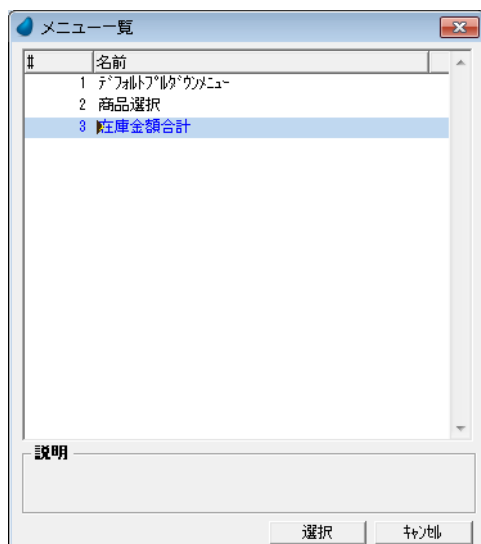 メニュー一覧
# 名前
1 ﾃﾞﾌｫﾙﾄﾌﾟﾙﾀﾞｳﾝﾒﾆｭｰ
2 商品選択
3 在庫金額合計
説明
選択 ｷｬﾝｾﾙ